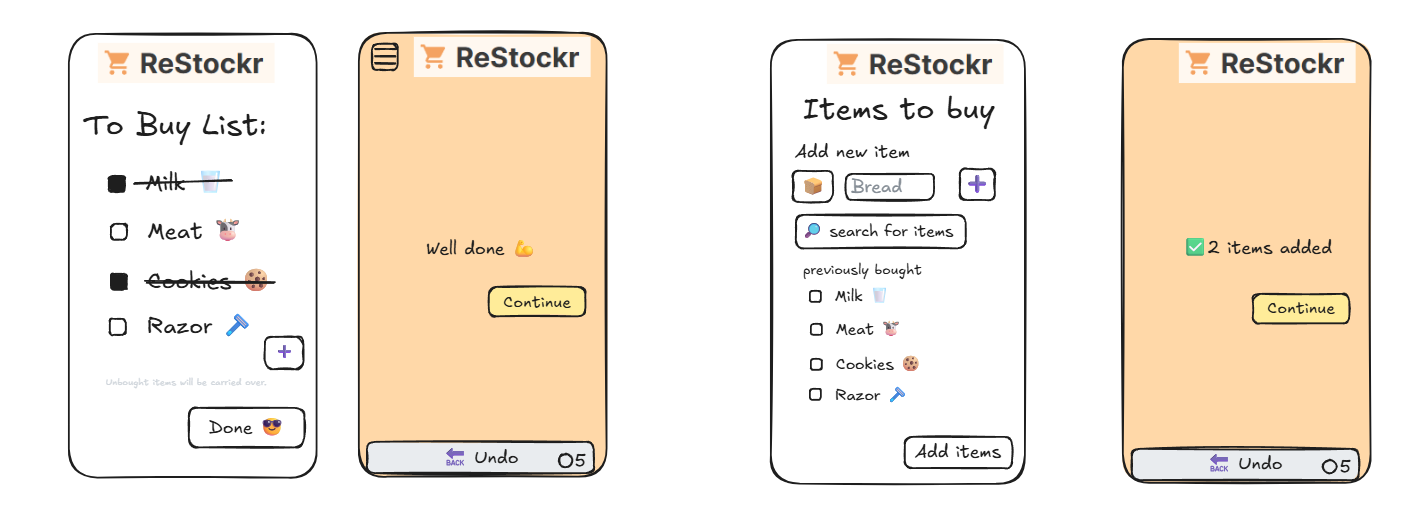 ReStockr
To Buy List:
Milk
Meat
Cookies
Razor
+
Unbought items will be carried over.
Done
ReStockr
Well done
Continue
BACK Undo 5
ReStockr
Items to buy
Add new item
Bread +
search for items
previously bought
Milk
Meat
Cookies
Razor
Add items
ReStockr
2 items added
Continue
BACK Undo 5